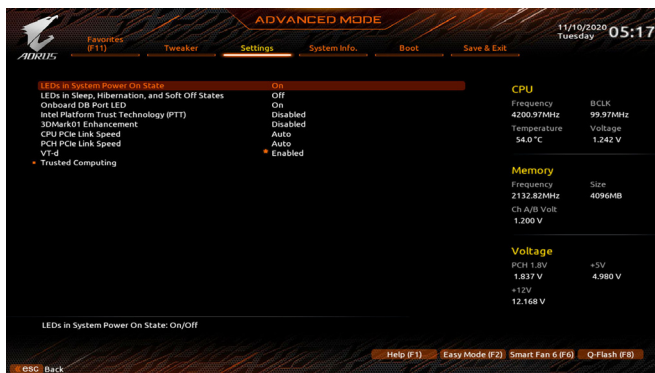 ADVANCED MODE
11/10/2020 Tuesday 05:17
AORUS
Favorites (F11) Tweaker Settings System Info. Boot Save & Exit
LEDs in System Power On State On
LEDs in Sleep, Hibernation, and Soft Off States Off
Onboard DB Port LED On
Intel Platform Trust Technology (PTT) Disabled
3DMark01 Enhancement Disabled
CPU PCIe Link Speed Auto
PCH PCIe Link Speed Auto
VT-d * Enabled
Trusted Computing
CPU
Frequency BCLK
4200.97MHz 99.97MHz
Temperature Voltage
54.0 °C 1.242 V
Memory
Frequency Size
2132.82MHz 4096MB
Ch A/B Volt
1.200 V
Voltage
PCH 1.8V +5V
1.837 V 4.980 V
+12V
12.168 V
LEDs in System Power On State: On/Off
Help (F1) Easy Mode (F2) Smart Fan 6 (F6) Q-Flash (F8)
esc Back